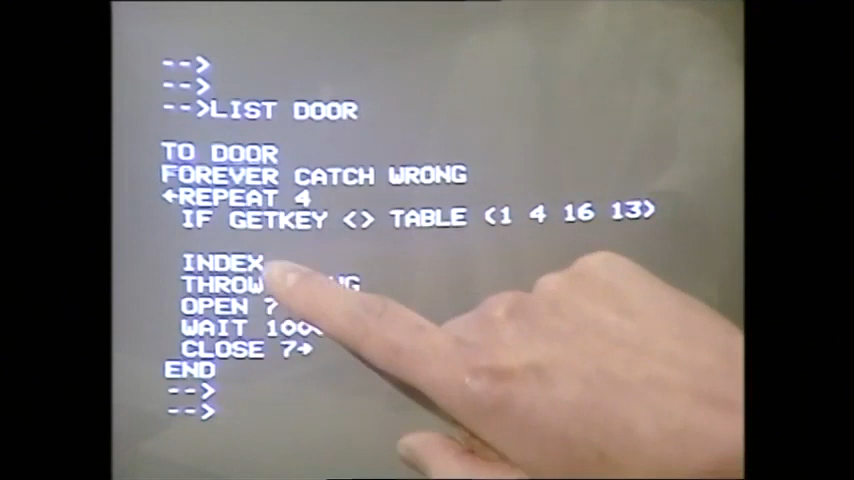 -->
-->
-->LIST DOOR
TO DOOR
FOREVER CATCH WRONG
←REPEAT 4
IF GETKEY <> TABLE (1 4 16 13)
INDEX
THROW
OPEN 7
WAIT
CLOSE 7→
END
-->
-->